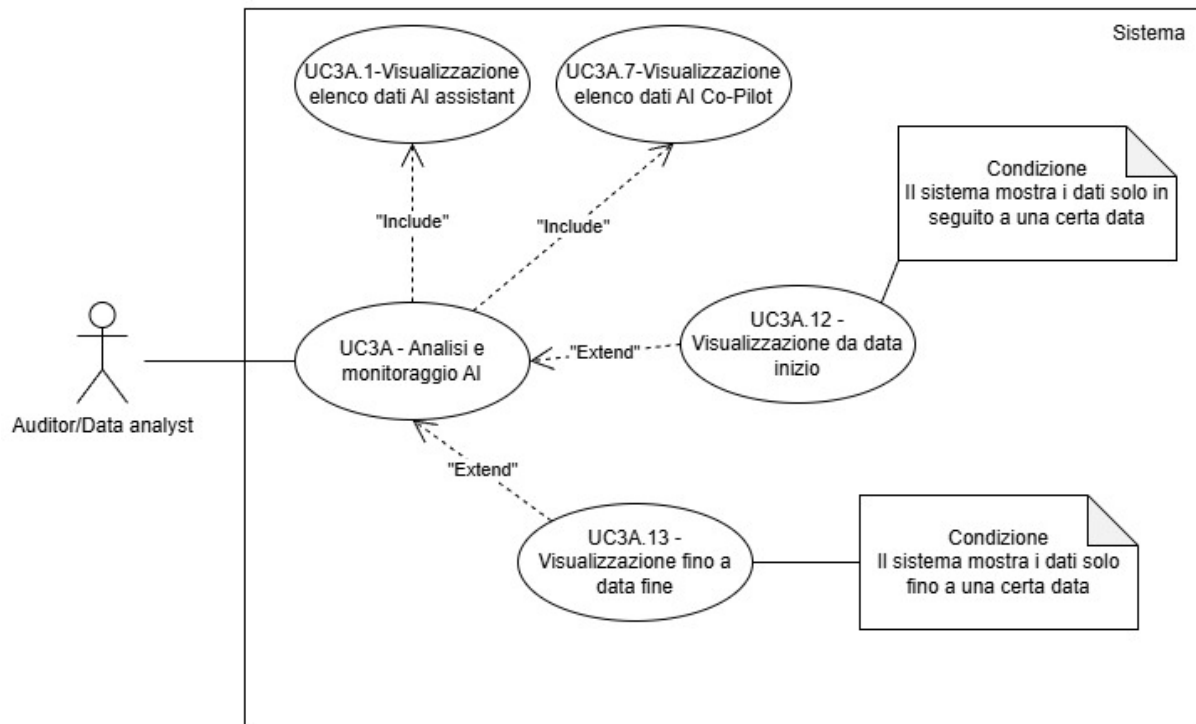 Sistema
UC3A.1-Visualizzazione
elenco dati AI assistant
UC3A.7-Visualizzazione
elenco dati AI Co-Pilot
Condizione
Il sistema mostra i dati solo in
seguito a una certa data
"Include"
"Include"
UC3A - Analisi e
monitoraggio AI
"Extend"
UC3A.12 -
Visualizzazione da data
inizio
Auditor/Data analyst
"Extend"
UC3A.13 -
Visualizzazione fino a
data fine
Condizione
Il sistema mostra i dati solo
fino a una certa data